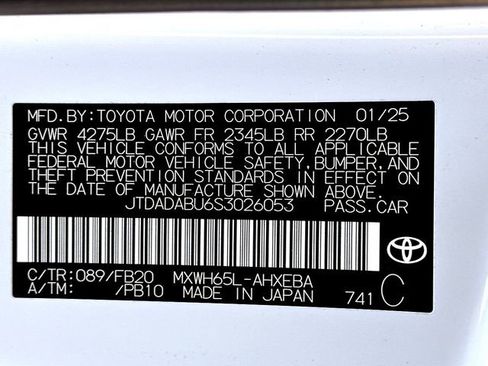 MFD.BY:TOYOTA MOTOR CORPORATION 01/25
GVWR 4275LB GAWR FR 2345LB RR 2270LB
THIS VEHICLE CONFORMS TO ALL APPLICABLE
FEDERAL MOTOR VEHICLE SAFETY,BUMPER,AND
THEFT PREVENTION STANDARDS IN EFFECT ON
THE DATE OF MANUFACTURE SHOWN ABOVE.
JTDADABU6S3026053 PASS.CAR
C/TR:089/FB20 MXWH65L-AHXEBA
A/TM: /PB10 MADE IN JAPAN 741 C